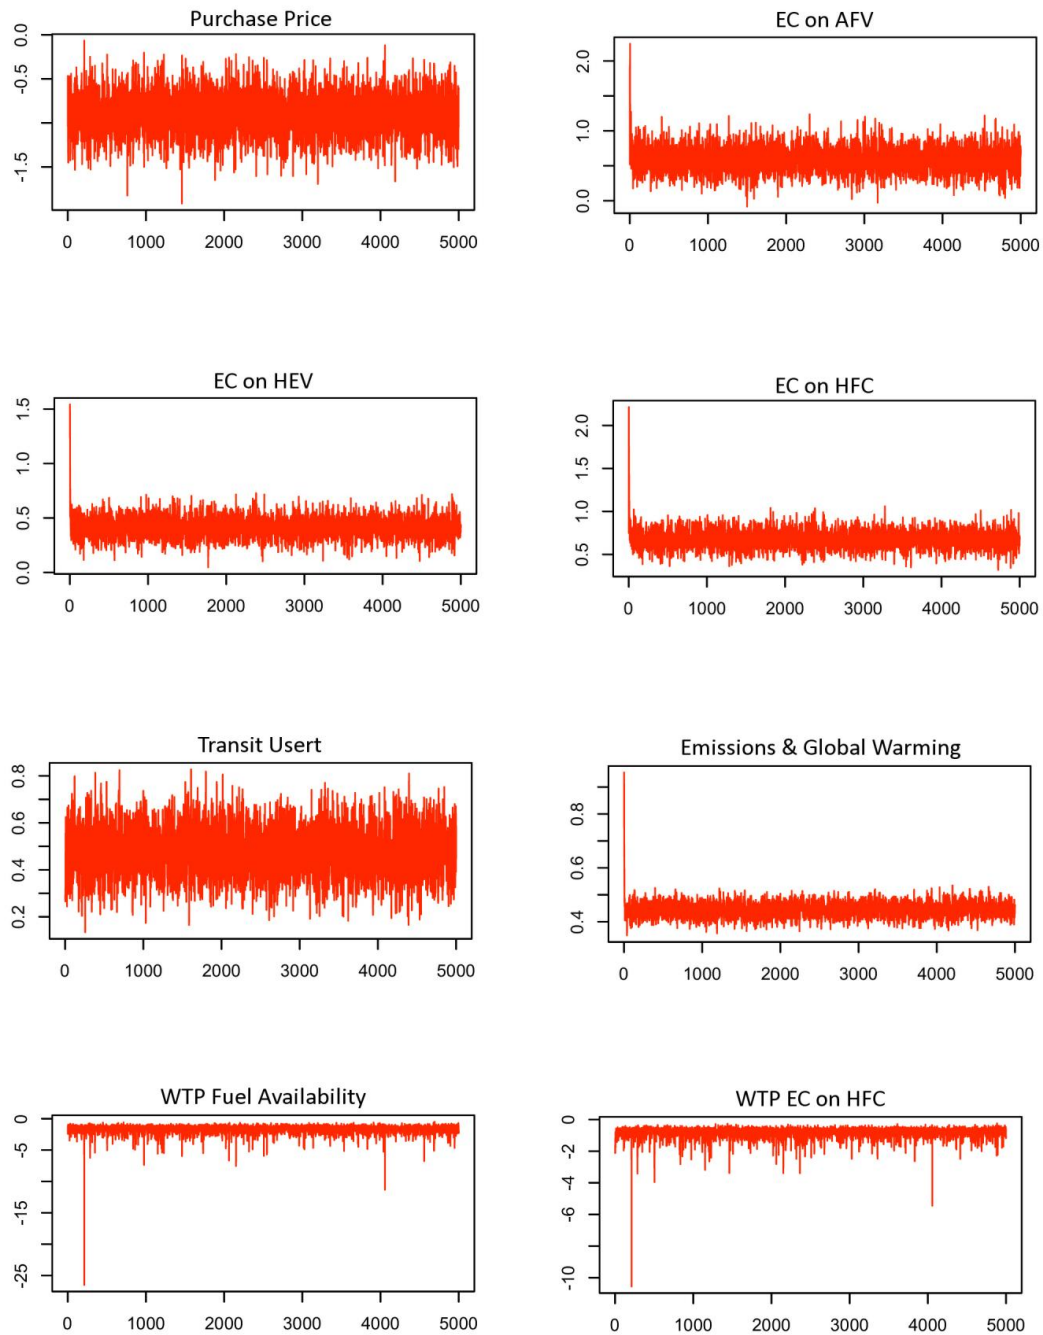 Purchase Price
0.0
-0.5
-1.5
0 1000 2000 3000 4000 5000
EC on AFV
2.0
1.0
0.0
0 1000 2000 3000 4000 5000
EC on HEV
1.5
1.0
0.5
0.0
0 1000 2000 3000 4000 5000
EC on HFC
2.0
1.5
1.0
0.5
0 1000 2000 3000 4000 5000
Transit Usert
0.8
0.6
0.4
0.2
0 1000 2000 3000 4000 5000
Emissions & Global Warming
0.8
0.6
0.4
0 1000 2000 3000 4000 5000
WTP Fuel Availability
0
5
-15
-25
0 1000 2000 3000 4000 5000
WTP EC on HFC
0
-2
-4
-6
-10
0 1000 2000 3000 4000 5000